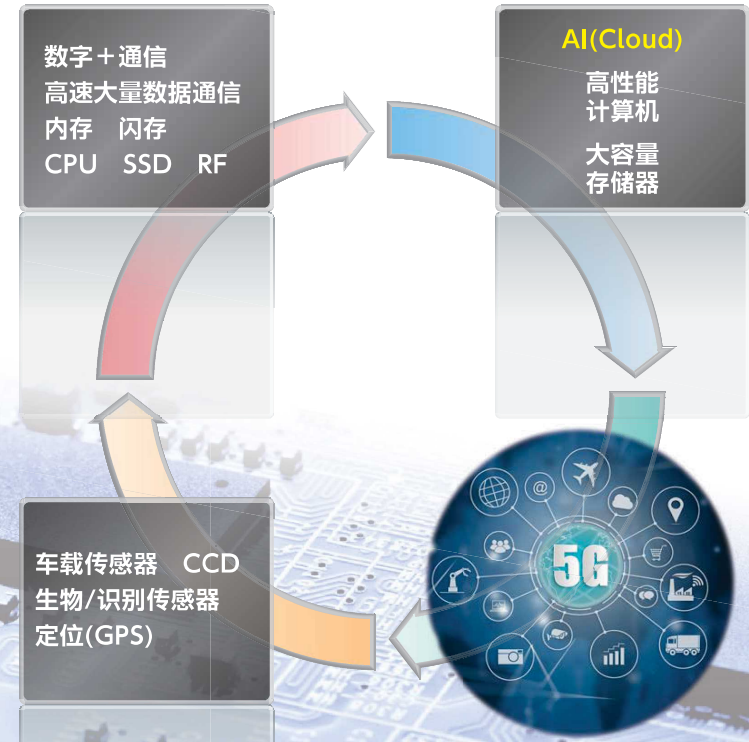 数字＋通信
高速大量数据通信
内存　闪存
CPU　SSD　RF
AI(Cloud)
高性能
计算机
大容量
存储器
5G
@
车载传感器　CCD
生物/识别传感器
定位(GPS)